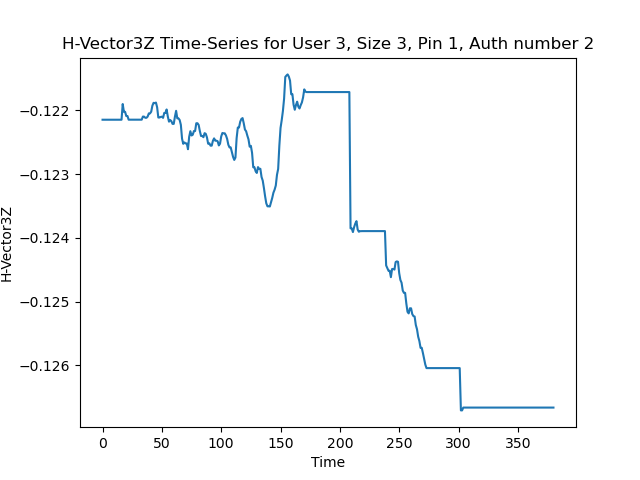 H-Vector3Z Time-Series for User 3, Size 3, Pin 1, Auth number 2
H-Vector3Z
−0.122
−0.123
−0.124
−0.125
−0.126
0 50 100 150 200 250 300 350
Time